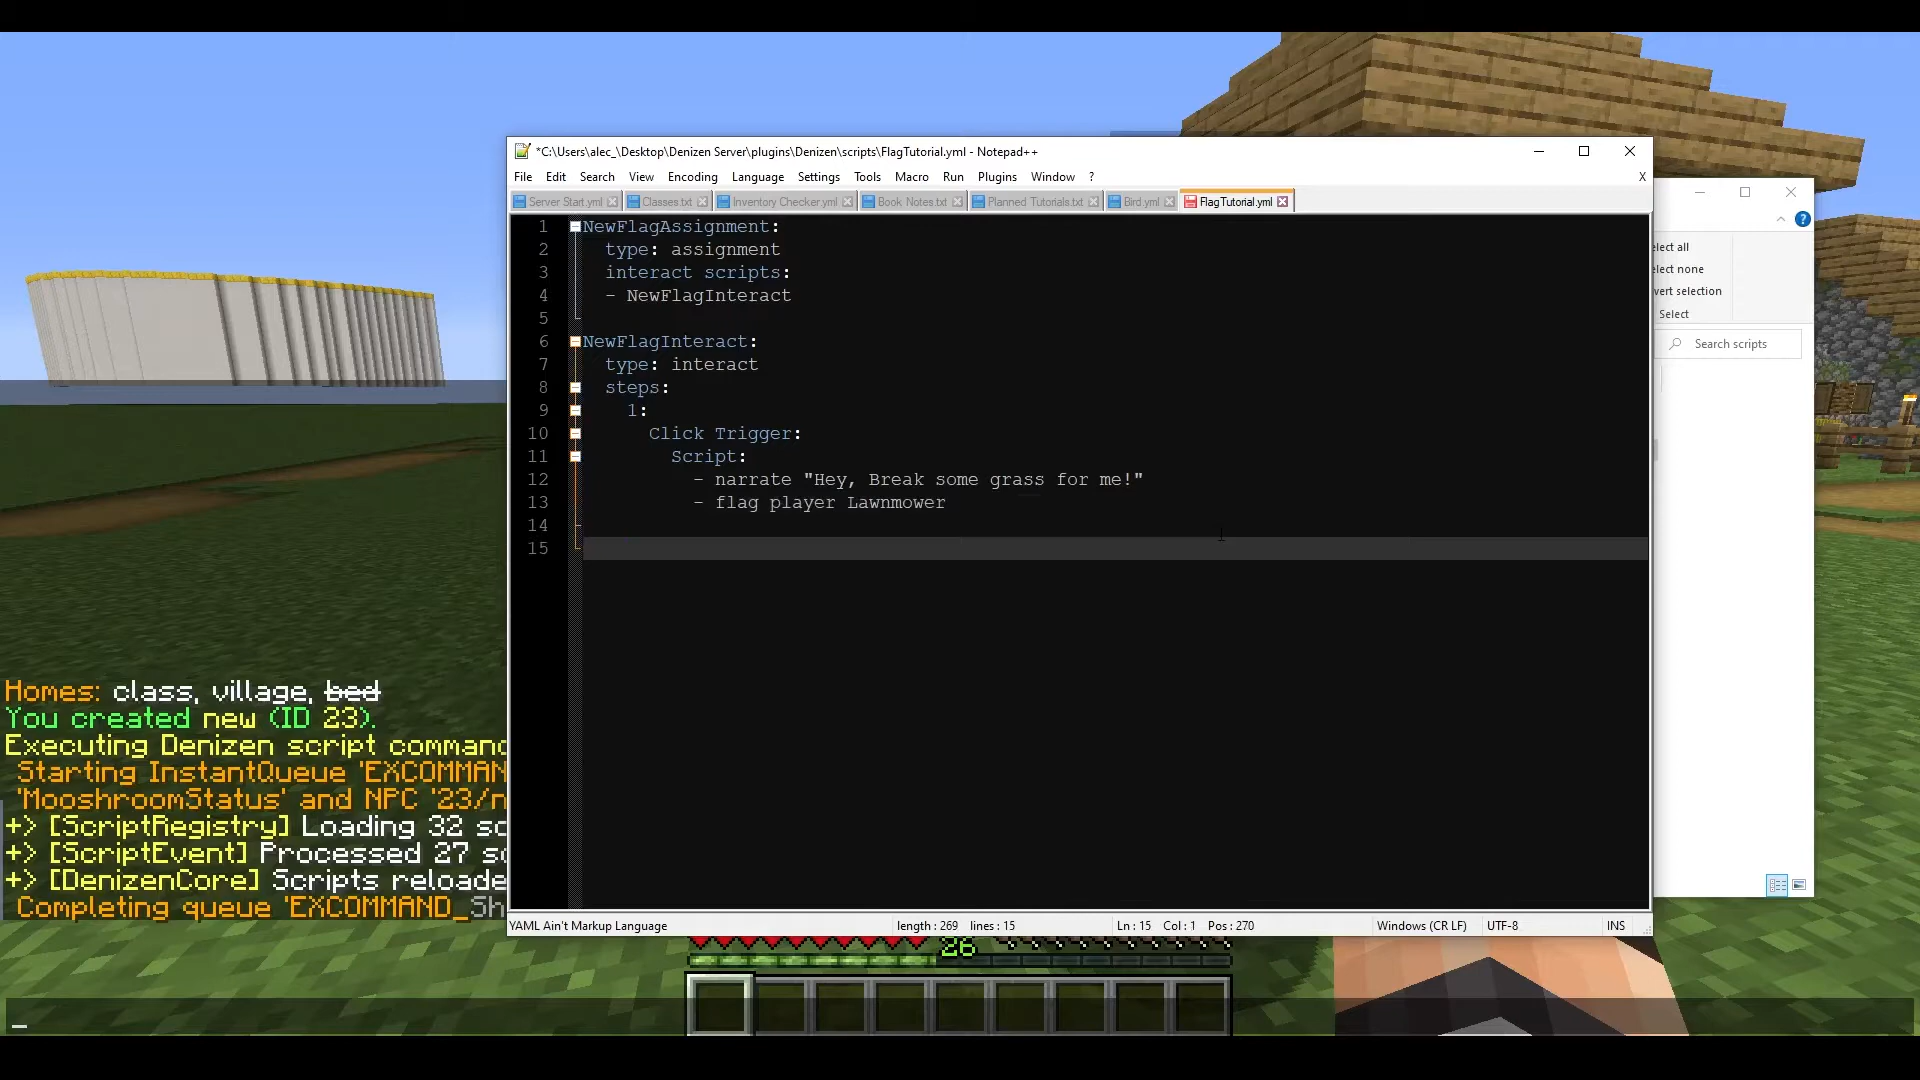 *C:\Users\alec_\Desktop\Denizen Server\plugins\Denizen\scripts\FlagTutorial.yml - Notepad++
File Edit Search View Encoding Language Settings Tools Macro Run Plugins Window ? X
Server Start.yml Classes.txt Inventory Checker.yml Book Notes.txt Planned Tutorials.txt Bird.yml FlagTutorial.yml
1 NewFlagAssignment:
2 type: assignment
3 interact scripts:
4 - NewFlagInteract
5
6 NewFlagInteract:
7 type: interact
8 steps:
9 1:
10 Click Trigger:
11 Script:
12 - narrate "Hey, Break some grass for me!"
13 - flag player Lawnmower
14
15
YAML Ain't Markup Language length : 269 lines : 15 Ln : 15 Col : 1 Pos : 270 Windows (CR LF) UTF-8 INS
?
elect all
elect none
vert selection
Select
Search scripts
Homes: class, village, bed
You created new (ID 23).
Executing Denizen script comman
Starting InstantQueue 'EXCOMMAN
'MooshroomStatus' and NPC '23/n
+> [ScriptRegistry] Loading 32 sc
+> [ScriptEvent] Processed 27 sc
+> [DenizenCore] Scripts reloade
Completing queue 'EXCOMMAND_Sh
26
_